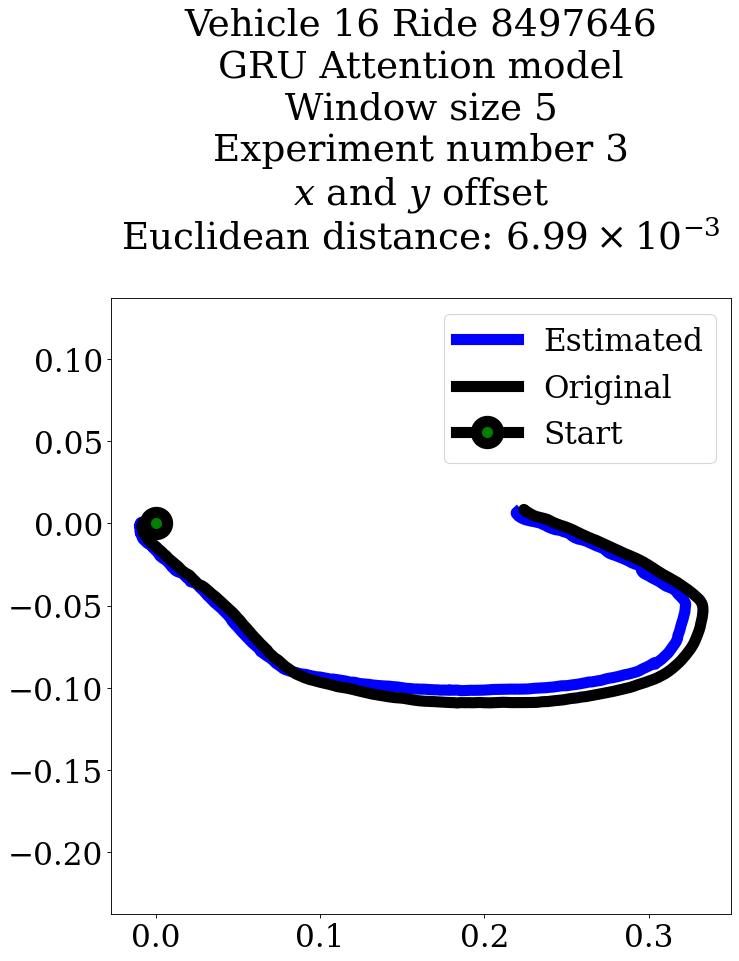 Vehicle 16 Ride 8497646
GRU Attention model
Window size 5
Experiment number 3
x and y offset
Euclidean distance: 6.99 × 10⁻³
Estimated
Original
Start
0.10
0.05
0.00
−0.05
−0.10
−0.15
−0.20
0.0 0.1 0.2 0.3